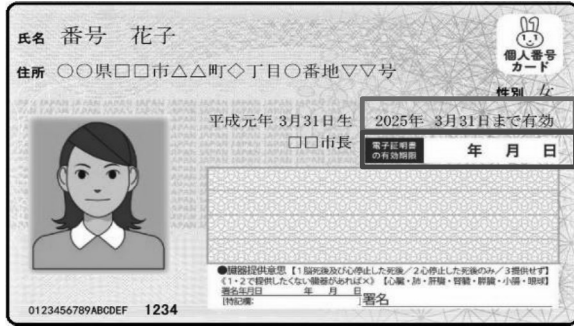 氏名 番号 花子
個人番号
カード
住所 〇〇県□□市△△町◇丁目〇番地▽▽号
性別 女
平成元年 3月31日生 2025年 3月31日まで有効
□□市長
電子証明書
の有効期限 年 月 日
●臓器提供意思【1脳死後及び心停止した死後/2心停止した死後のみ/3提供せず】
《1・2で提供したくない臓器があれば×》【心臓・肺・肝臓・腎臓・膵臓・小腸・眼球】
署名年月日 年 月 日
[特記欄: ] 署名
0123456789ABCDEF 1234